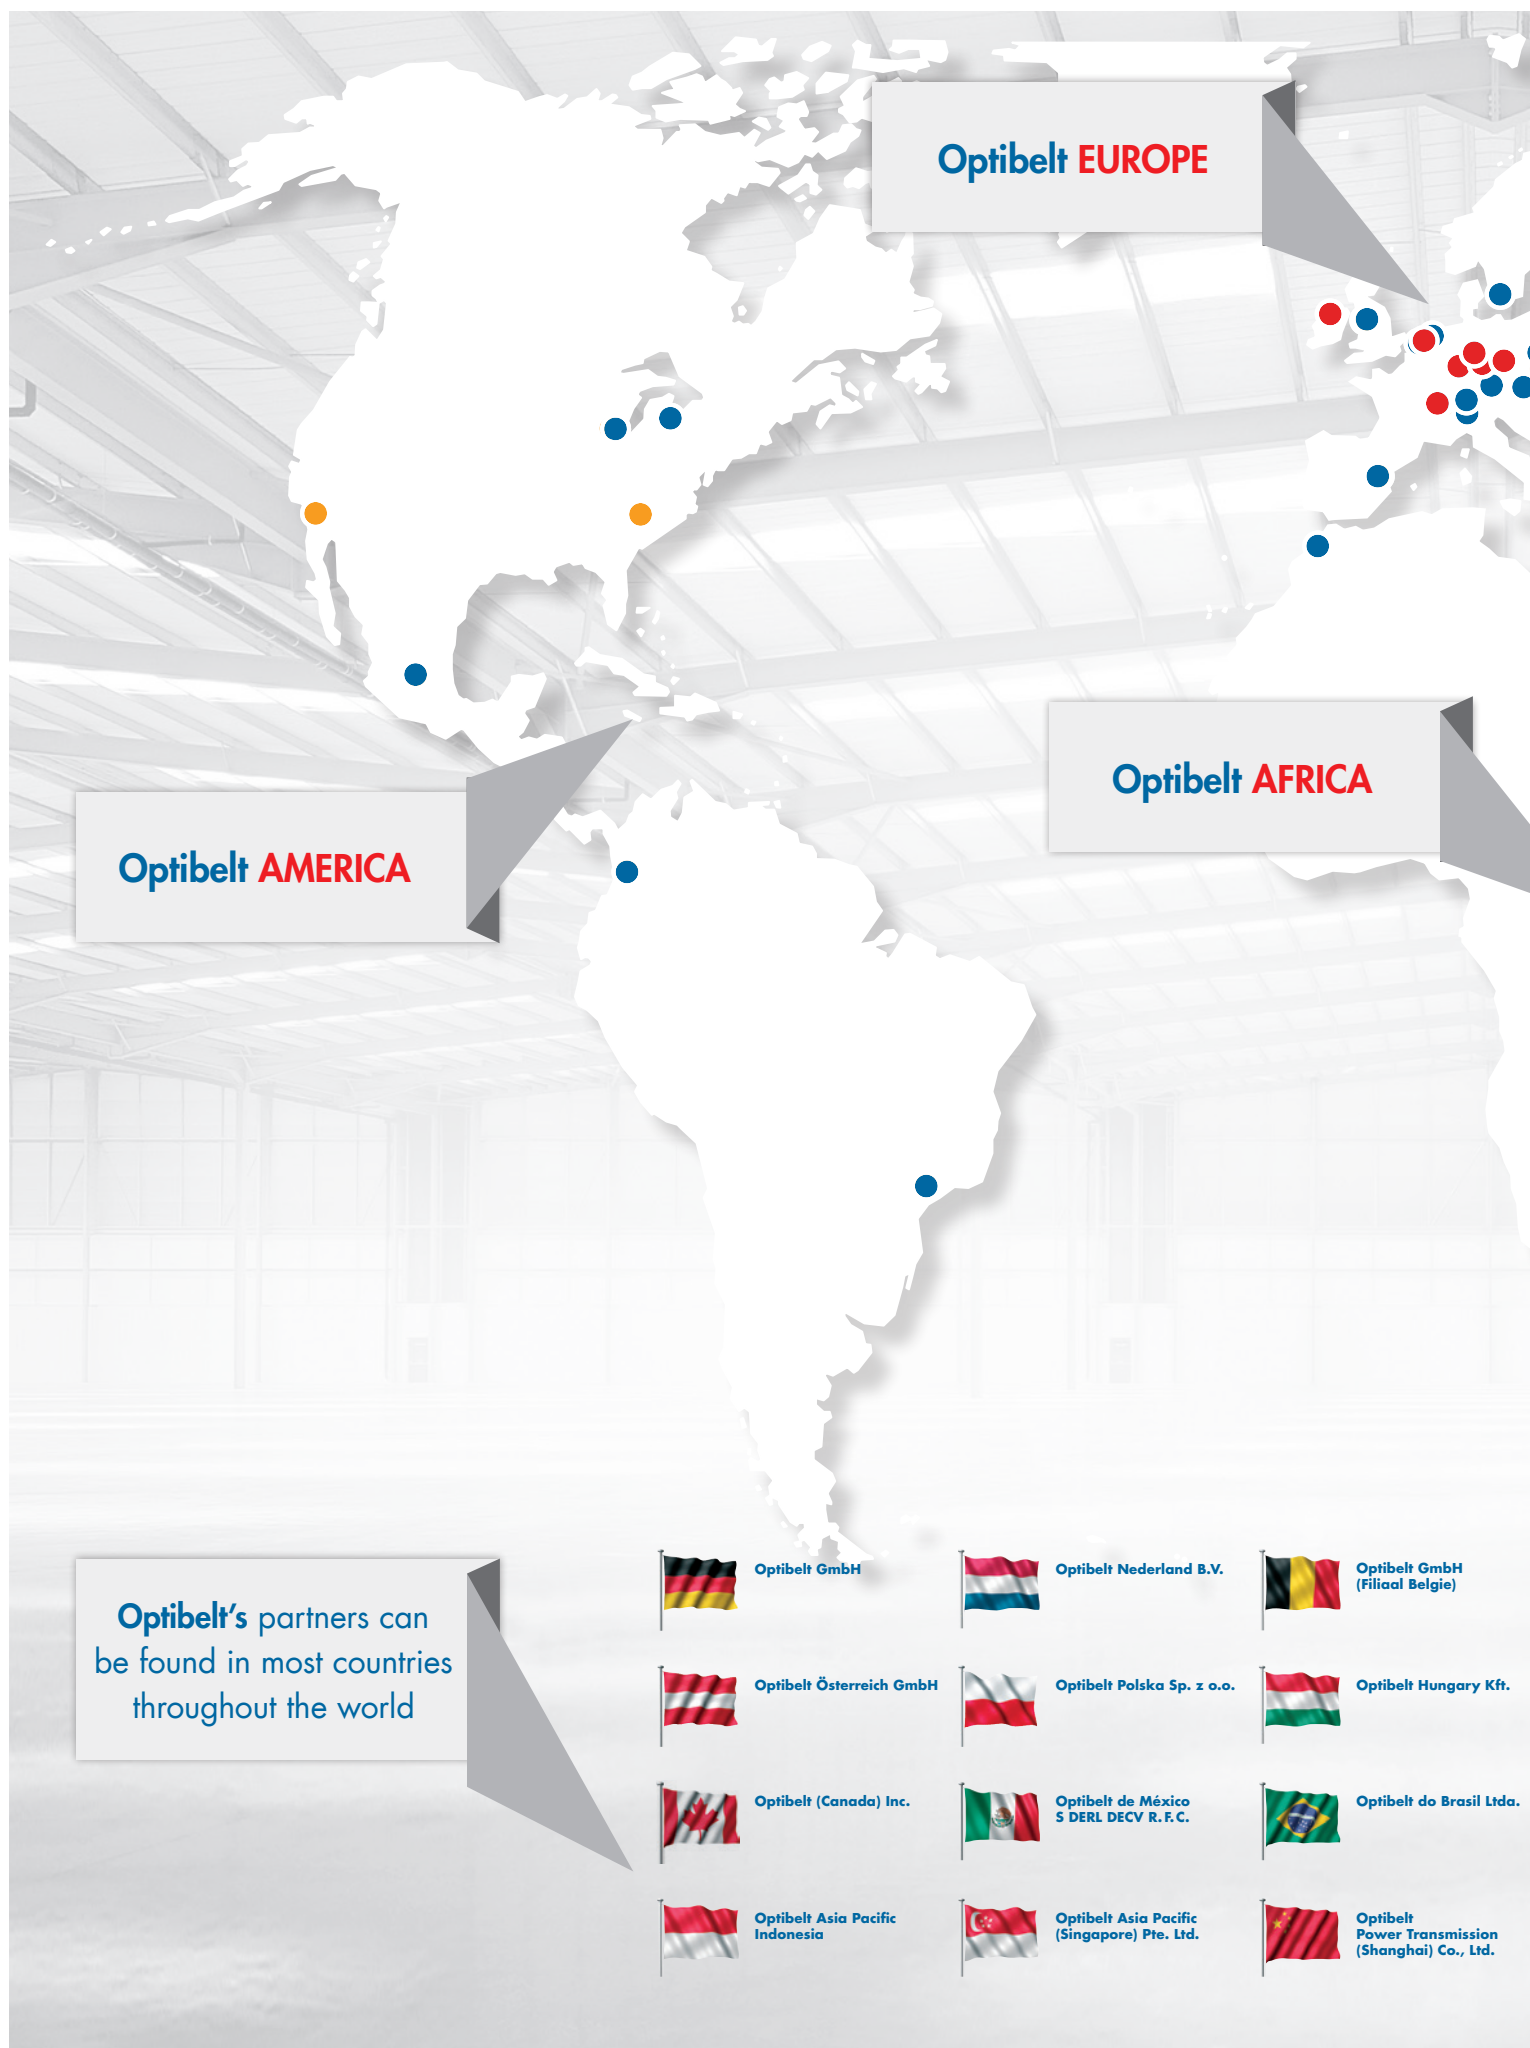 Optibelt EUROPE
Optibelt AFRICA
Optibelt AMERICA
Optibelt's partners can
be found in most countries
throughout the world
Optibelt GmbH
Optibelt Nederland B.V.
Optibelt GmbH
(Filiaal Belgie)
Optibelt Österreich GmbH
Optibelt Polska Sp. z o.o.
Optibelt Hungary Kft.
Optibelt (Canada) Inc.
Optibelt de México
S DERL DECV R.F.C.
Optibelt do Brasil Ltda.
Optibelt Asia Pacific
Indonesia
Optibelt Asia Pacific
(Singapore) Pte. Ltd.
Optibelt
Power Transmission
(Shanghai) Co., Ltd.